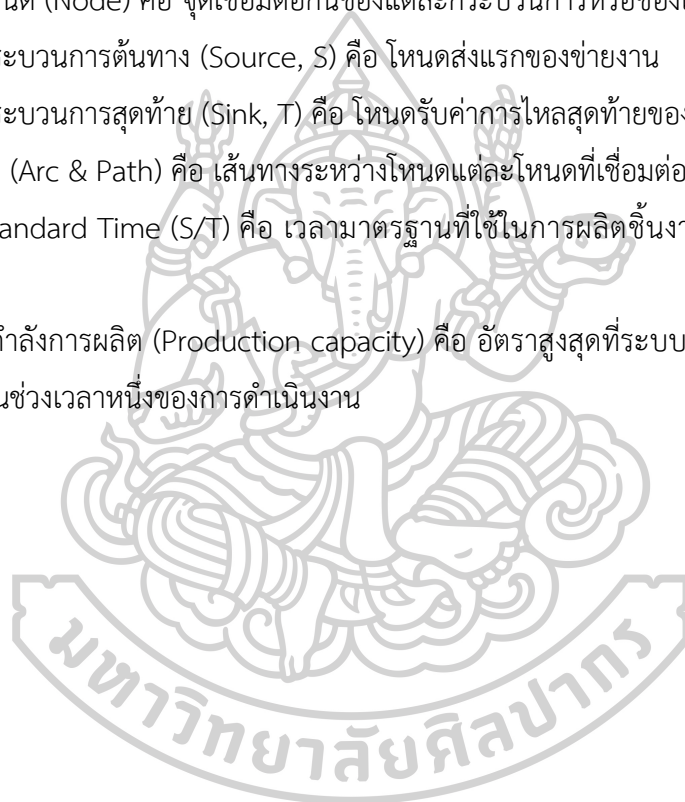 นด (Node) คือ จุดเชื่อมต่อกันของแต่ละกระบวนการหรือของ
ระบวนการต้นทาง (Source, S) คือ โหนดส่งแรกของข่ายงาน
ระบวนการสุดท้าย (Sink, T) คือ โหนดรับค่าการไหลสุดท้ายของ
(Arc & Path) คือ เส้นทางระหว่างโหนดแต่ละโหนดที่เชื่อมต่อ
tandard Time (S/T) คือ เวลามาตรฐานที่ใช้ในการผลิตชิ้นงา
กำลังการผลิต (Production capacity) คือ อัตราสูงสุดที่ระบบ
นช่วงเวลาหนึ่งของการดำเนินงาน
มหาวิทยาลัยศิลปากร